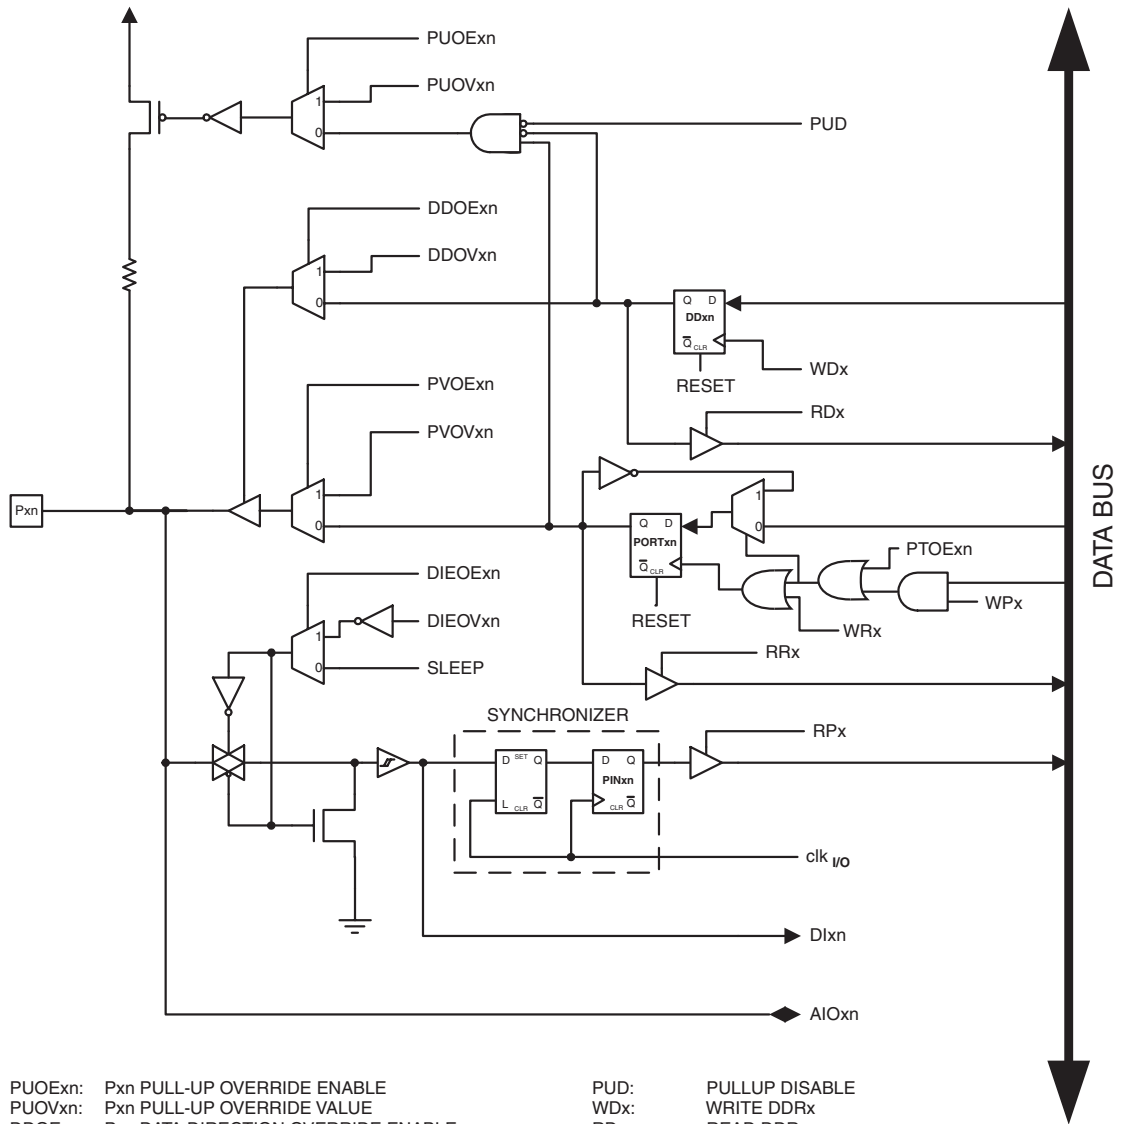 PUOExn
PUOVxn
1
0
PUD
DDOExn
DDOVxn
1
0
Q D
DDxn
Q CLR
RESET
WDx
RDx
PVOExn
PVOVxn
1
0
Pxn
1
0
Q D
PORTxn
Q CLR
RESET
PTOExn
WPx
WRx
RRx
DATA BUS
DIEOExn
DIEOVxn
1
0
SLEEP
SYNCHRONIZER
D SET Q
L CLR Q
D Q
PINxn
CLR Q
RPx
clk I/O
DIxn
AIOxn
PUOExn: Pxn PULL-UP OVERRIDE ENABLE
PUD: PULLUP DISABLE
PUOVxn: Pxn PULL-UP OVERRIDE VALUE
WDx: WRITE DDRx